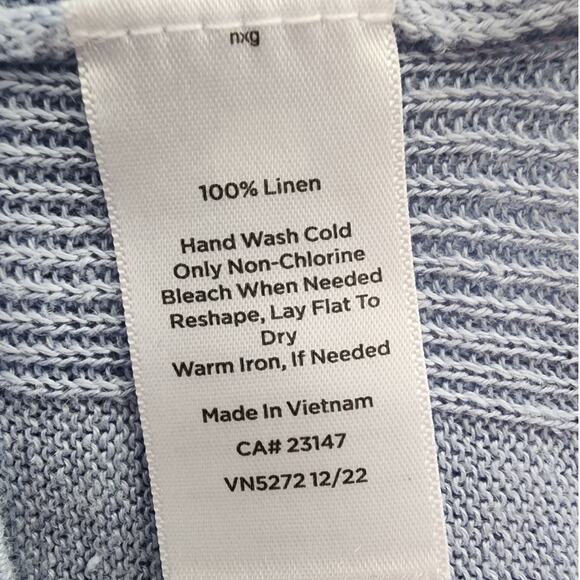 nxg
100% Linen
Hand Wash Cold
Only Non-Chlorine
Bleach When Needed
Reshape, Lay Flat To
Dry
Warm Iron, If Needed
Made In Vietnam
CA# 23147
VN5272 12/22